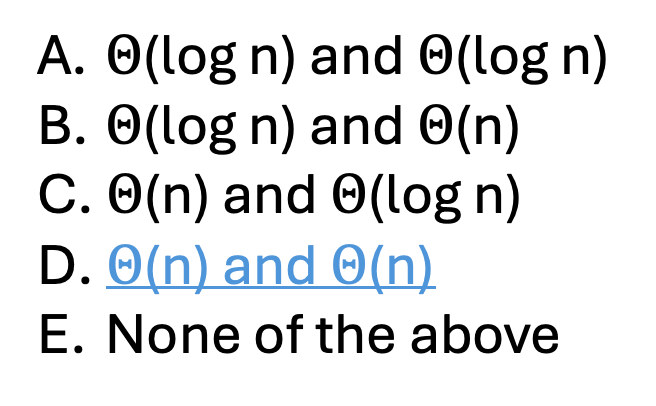 A. Θ(log n) and Θ(log n)
B. Θ(log n) and Θ(n)
C. Θ(n) and Θ(log n)
D. Θ(n) and Θ(n)
E. None of the above